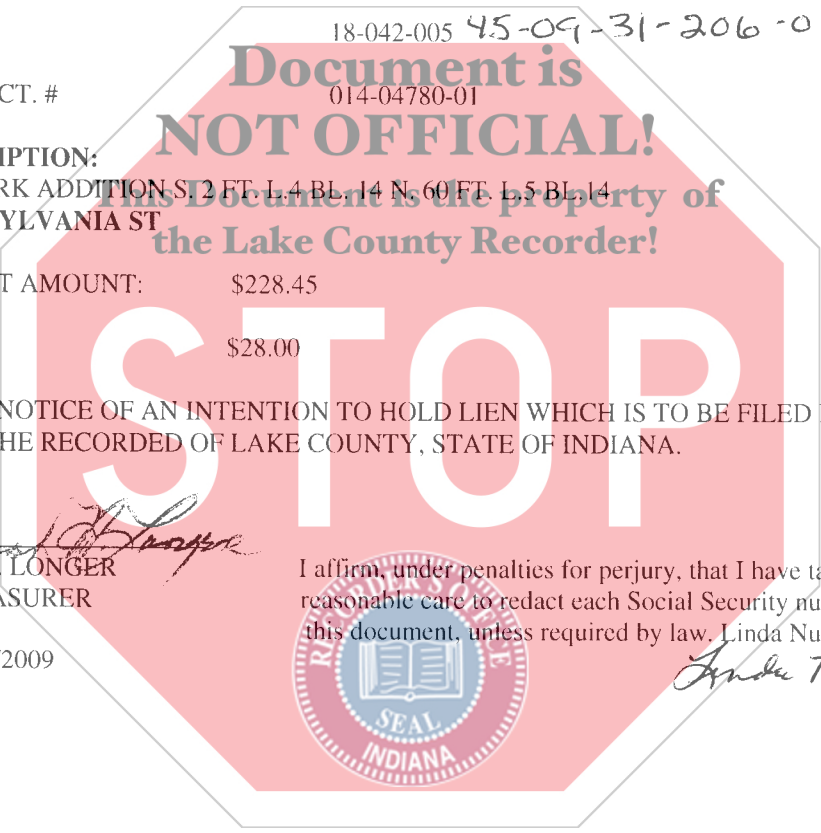 18-042-005 45-09-31-206-0
Document is
CT. # 014-04780-01
NOT OFFICIAL!
IPTION:
RK ADDITION S. 2 FT. L.4 BL. 14 N. 60 FT. L.5 BL.14
This Document is the property of
YLVANIA ST
the Lake County Recorder!
T AMOUNT: $228.45
STOP
$28.00
NOTICE OF AN INTENTION TO HOLD LIEN WHICH IS TO BE FILED
HE RECORDED OF LAKE COUNTY, STATE OF INDIANA.
LONGER
ASURER
I affirm, under penalties for perjury, that I have ta
reasonable care to redact each Social Security nu
this document, unless required by law. Linda Nu
/2009
Linda
RECORDER'S OFFICE
SEAL
INDIANA